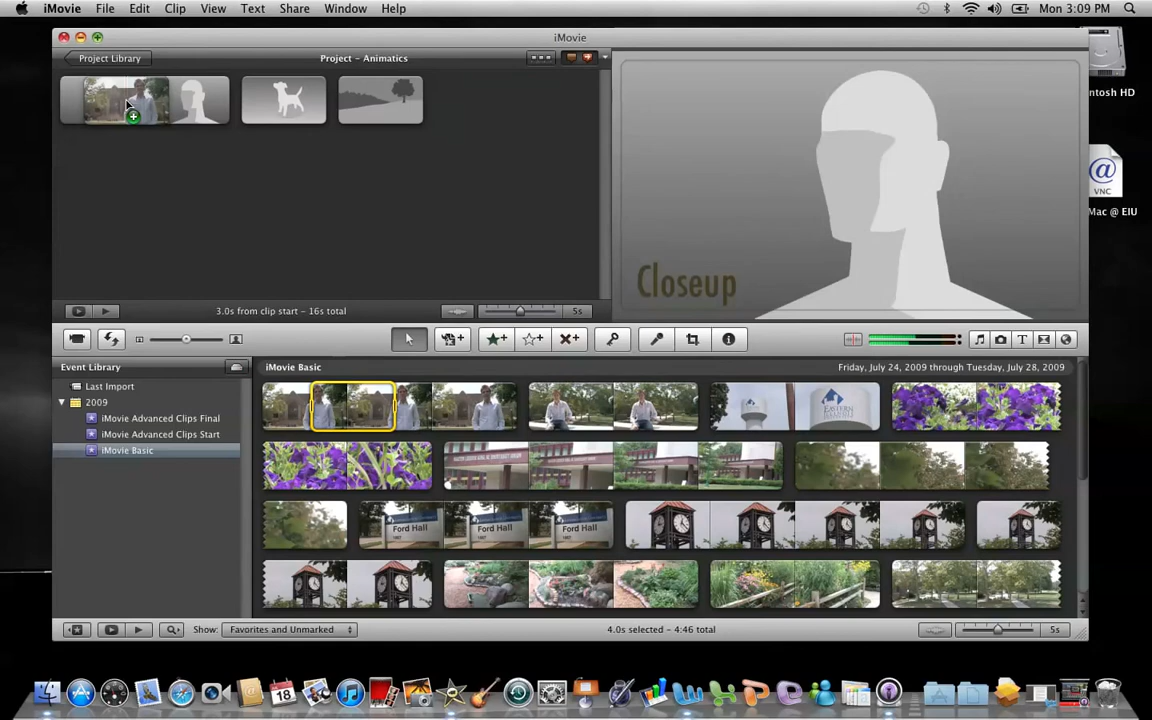 iMovie File Edit Clip View Text Share Window Help Mon 3:09 PM
iMovie
Project Library Project - Animatics
ntosh HD
Closeup
VNC
Mac @ EIU
3.0s from clip start - 16s total 5s
Event Library iMovie Basic Friday, July 24, 2009 through Tuesday, July 28, 2009
Last Import
2009
iMovie Advanced Clips Final
iMovie Advanced Clips Start
iMovie Basic
EASTERN
Ford Hall Ford Hall Ford Hall
Show: Favorites and Unmarked 4.0s selected - 4:46 total 5s
18